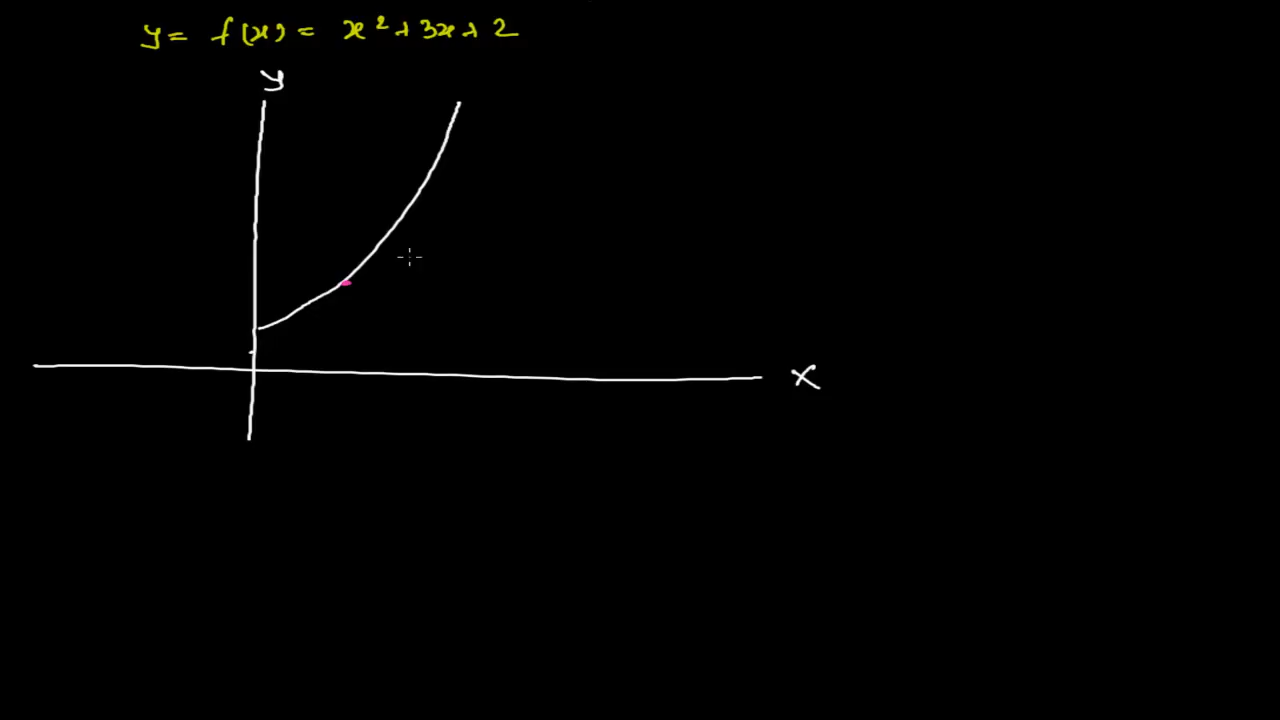 y = f(x) = x² + 3x + 2
y
x